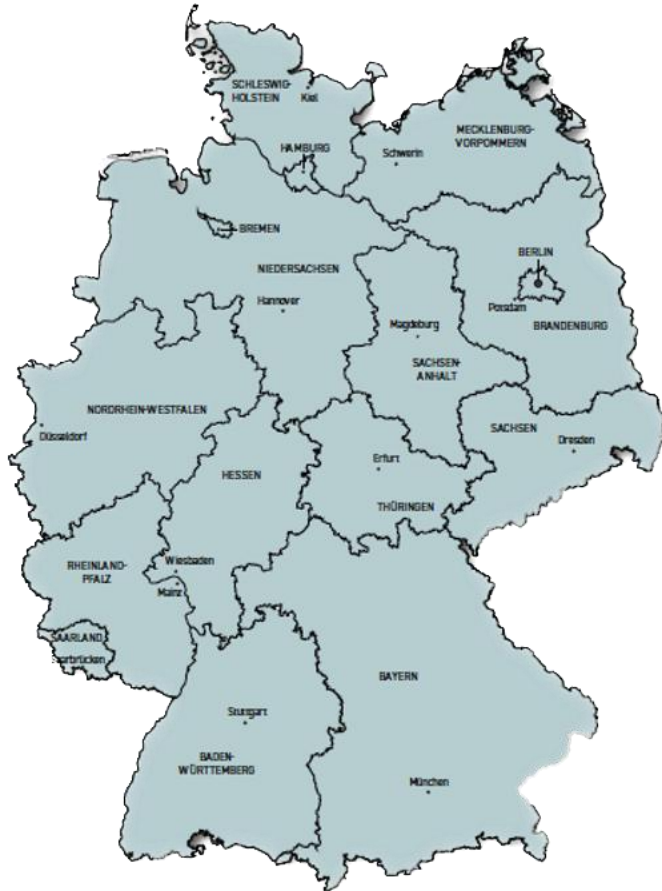 SCHLESWIG-
HOLSTEIN
Kiel
MECKLENBURG-
VORPOMMERN
HAMBURG
Schwerin
BREMEN
BERLIN
NIEDERSACHSEN
Hannover
Potsdam
BRANDENBURG
Magdeburg
SACHSEN-
ANHALT
NORDRHEIN-WESTFALEN
Düsseldorf
SACHSEN
Dresden
Erfurt
HESSEN
THÜRINGEN
RHEINLAND-
PFALZ
Wiesbaden
Mainz
SAARLAND
Saarbrücken
BAYERN
Stuttgart
BADEN-
WÜRTTEMBERG
München